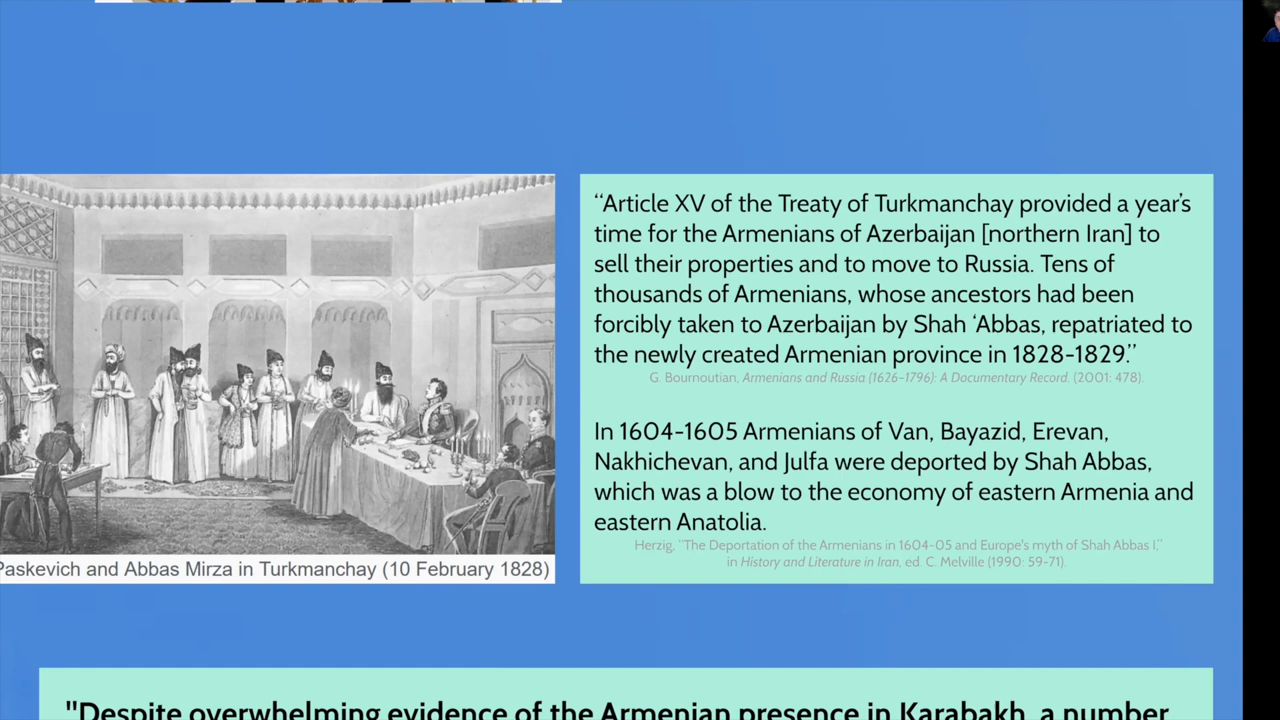 “Article XV of the Treaty of Turkmanchay provided a year’s
time for the Armenians of Azerbaijan [northern Iran] to
sell their properties and to move to Russia. Tens of
thousands of Armenians, whose ancestors had been
forcibly taken to Azerbaijan by Shah ‘Abbas, repatriated to
the newly created Armenian province in 1828-1829.”
G. Bournoutian, Armenians and Russia (1626-1796): A Documentary Record. (2001: 478).
In 1604-1605 Armenians of Van, Bayazid, Erevan,
Nakhichevan, and Julfa were deported by Shah Abbas,
which was a blow to the economy of eastern Armenia and
eastern Anatolia.
Herzig, “The Deportation of the Armenians in 1604-05 and Europe's myth of Shah Abbas I,”
in History and Literature in Iran, ed. C. Melville (1990: 59-71).
Paskevich and Abbas Mirza in Turkmanchay (10 February 1828)
"Despite overwhelming evidence of the Armenian presence in Karabakh, a number